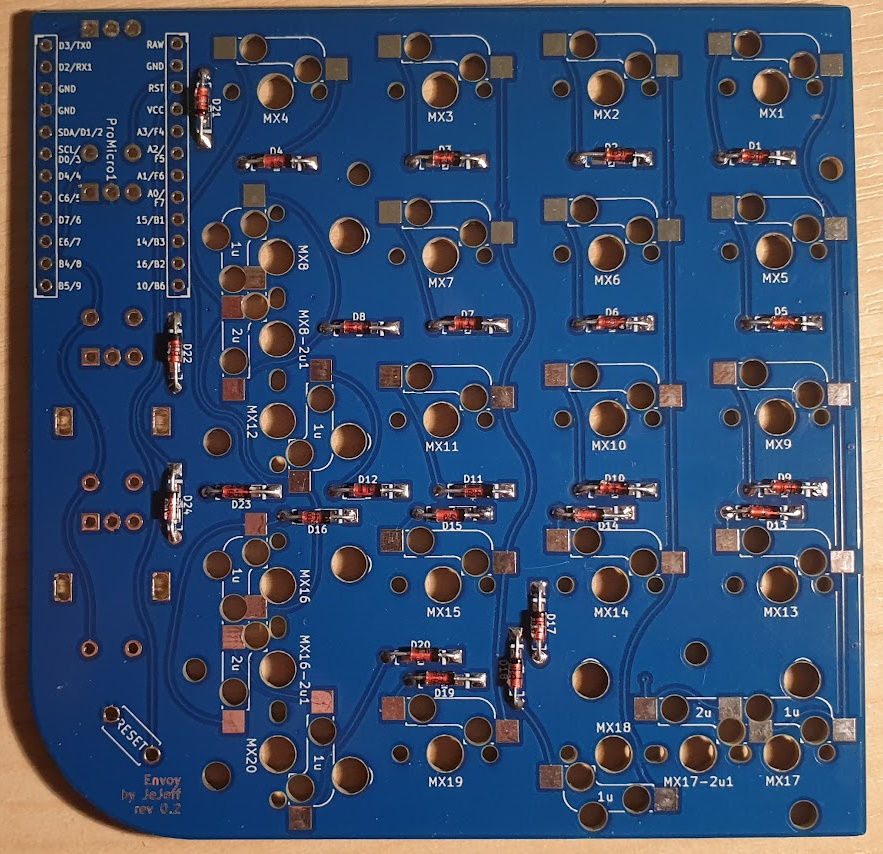 D3/TX0
RAW
D2/RX1
GND
GND
RST
GND
VCC
SDA/D1/2
A3/F4
SCL/
D0/3
A2/
F5
D4/4
A1/F6
A0/
F7
D7/6
15/B1
E6/7
14/B3
B4/8
16/B2
B5/9
10/B6
ProMicro1
D21
MX4
MX3
MX2
MX1
D4
D3
D2
D1
1u
MX8
MX7
MX6
MX5
2u
MX8-2u1
D8
D7
D6
D5
D22
MX12
1u
MX11
MX10
MX9
D24
D23
D12
D11
D10
D9
D16
D15
D14
D13
1u
MX16
MX15
MX14
MX13
D17
2u
MX16-2u1
D20
D19
RESET
MX20
1u
MX19
MX18
2u
1u
MX17-2u1
MX17
1u
Envoy
by JeJeff
rev 0.2